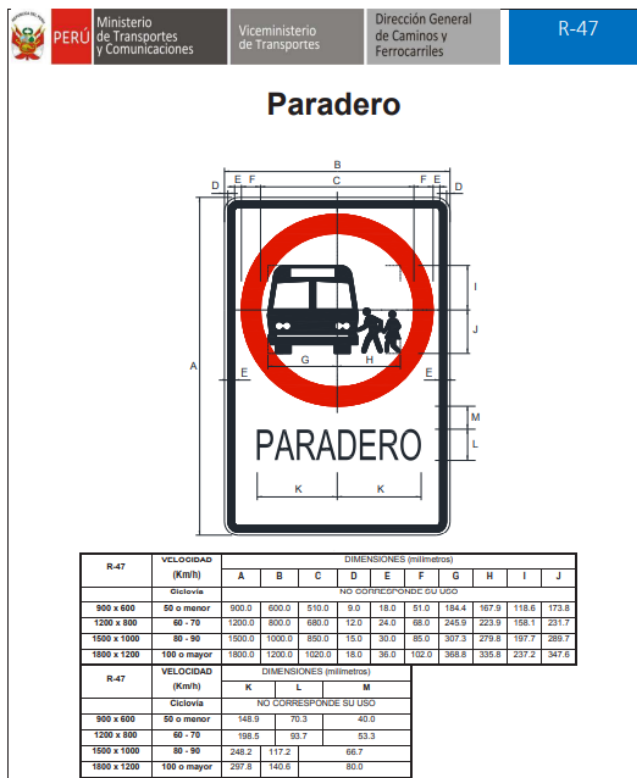 PERÚ
Ministerio
de Transportes
y Comunicaciones
Viceministerio
de Transportes
Dirección General
de Caminos y
Ferrocarriles
R-47
Paradero
B
E F C F E
D D
I
J
A
G H
E E
M
PARADERO
L
K K
R-47 VELOCIDAD DIMENSIONES (milímetros)
(Km/h) A B C D E F G H I J
Ciclovía NO CORRESPONDE SU USO
900 x 600 50 o menor 900.0 600.0 510.0 9.0 18.0 51.0 184.4 167.9 118.6 173.8
1200 x 800 60 - 70 1200.0 800.0 680.0 12.0 24.0 68.0 245.9 223.9 158.1 231.7
1500 x 1000 80 - 90 1500.0 1000.0 850.0 15.0 30.0 85.0 307.3 279.8 197.7 289.7
1800 x 1200 100 o mayor 1800.0 1200.0 1020.0 18.0 36.0 102.0 368.8 335.8 237.2 347.6
R-47 VELOCIDAD DIMENSIONES (milímetros)
(Km/h) K L M
Ciclovía NO CORRESPONDE SU USO
900 x 600 50 o menor 148.9 70.3 40.0
1200 x 800 60 - 70 198.5 93.7 53.3
1500 x 1000 80 - 90 248.2 117.2 66.7
1800 x 1200 100 o mayor 297.8 140.6 80.0